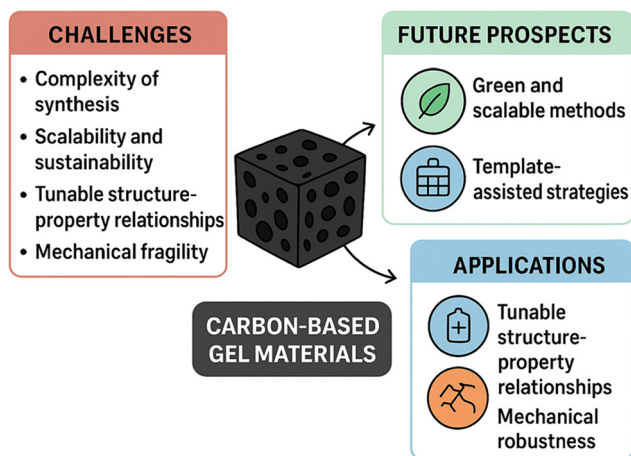 CHALLENGES
• Complexity of
synthesis
• Scalability and
sustainability
• Tunable structure-
property relationships
• Mechanical fragility
CARBON-BASED
GEL MATERIALS
FUTURE PROSPECTS
Green and
scalable methods
Template-
assisted strategies
APPLICATIONS
Tunable
structure-
property
relationships
Mechanical
robustness